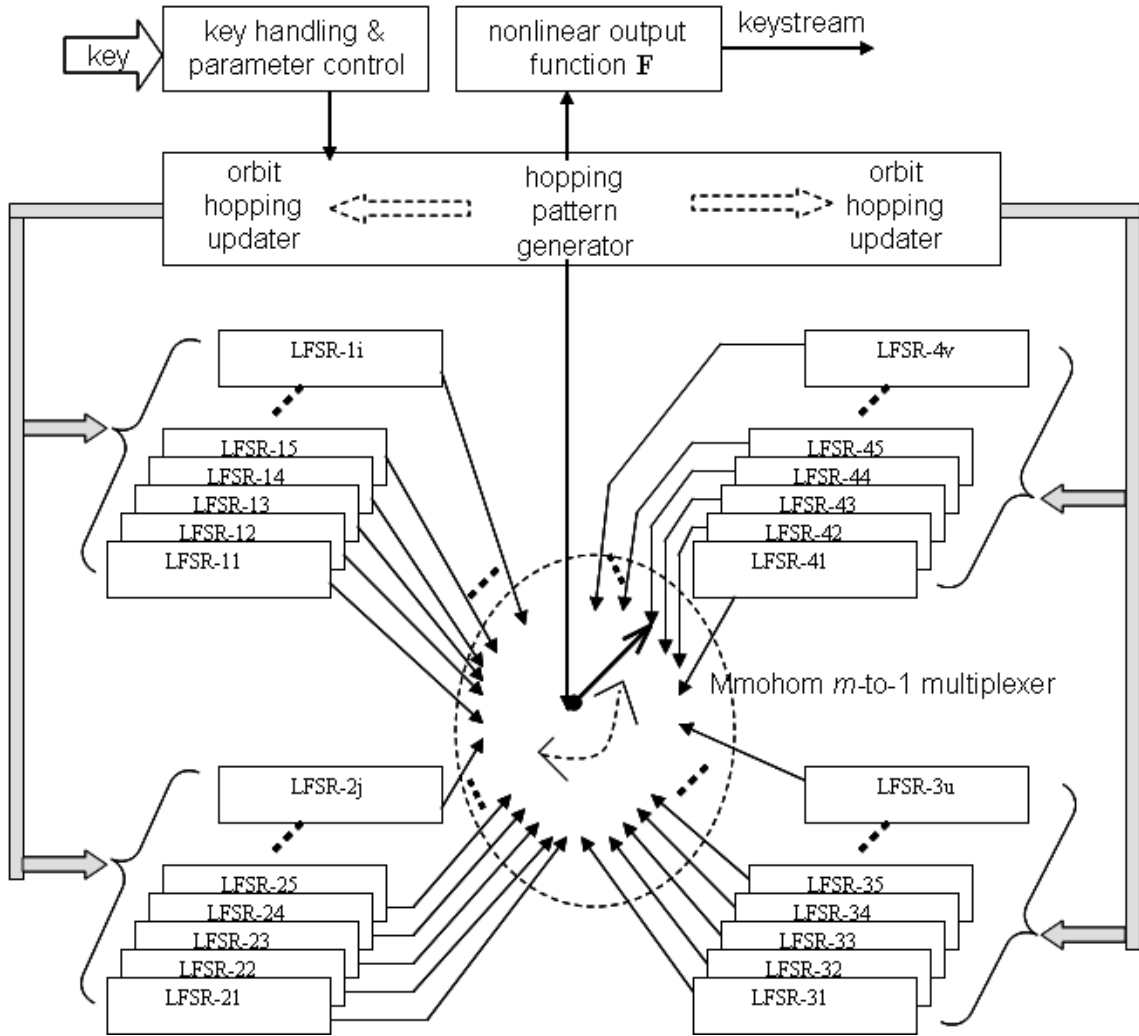 key
key handling &
parameter control
nonlinear output
function F
keystream
orbit
hopping
updater
hopping
pattern
generator
orbit
hopping
updater
LFSR-1i
LFSR-15
LFSR-14
LFSR-13
LFSR-12
LFSR-11
LFSR-4v
LFSR-45
LFSR-44
LFSR-43
LFSR-42
LFSR-41
Mmohom m-to-1 multiplexer
LFSR-2j
LFSR-25
LFSR-24
LFSR-23
LFSR-22
LFSR-21
LFSR-3u
LFSR-35
LFSR-34
LFSR-33
LFSR-32
LFSR-31